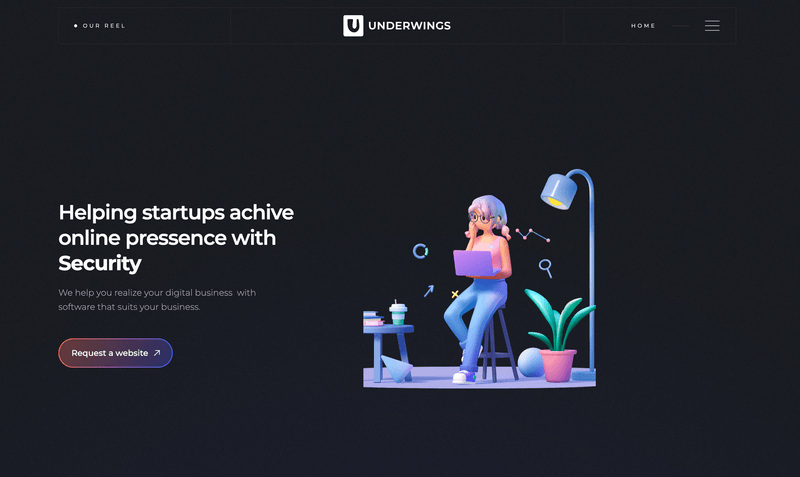 OUR REEL
UNDERWINGS
HOME
Helping startups achive
online pressence with
Security
We help you realize your digital business with
software that suits your business.
Request a website